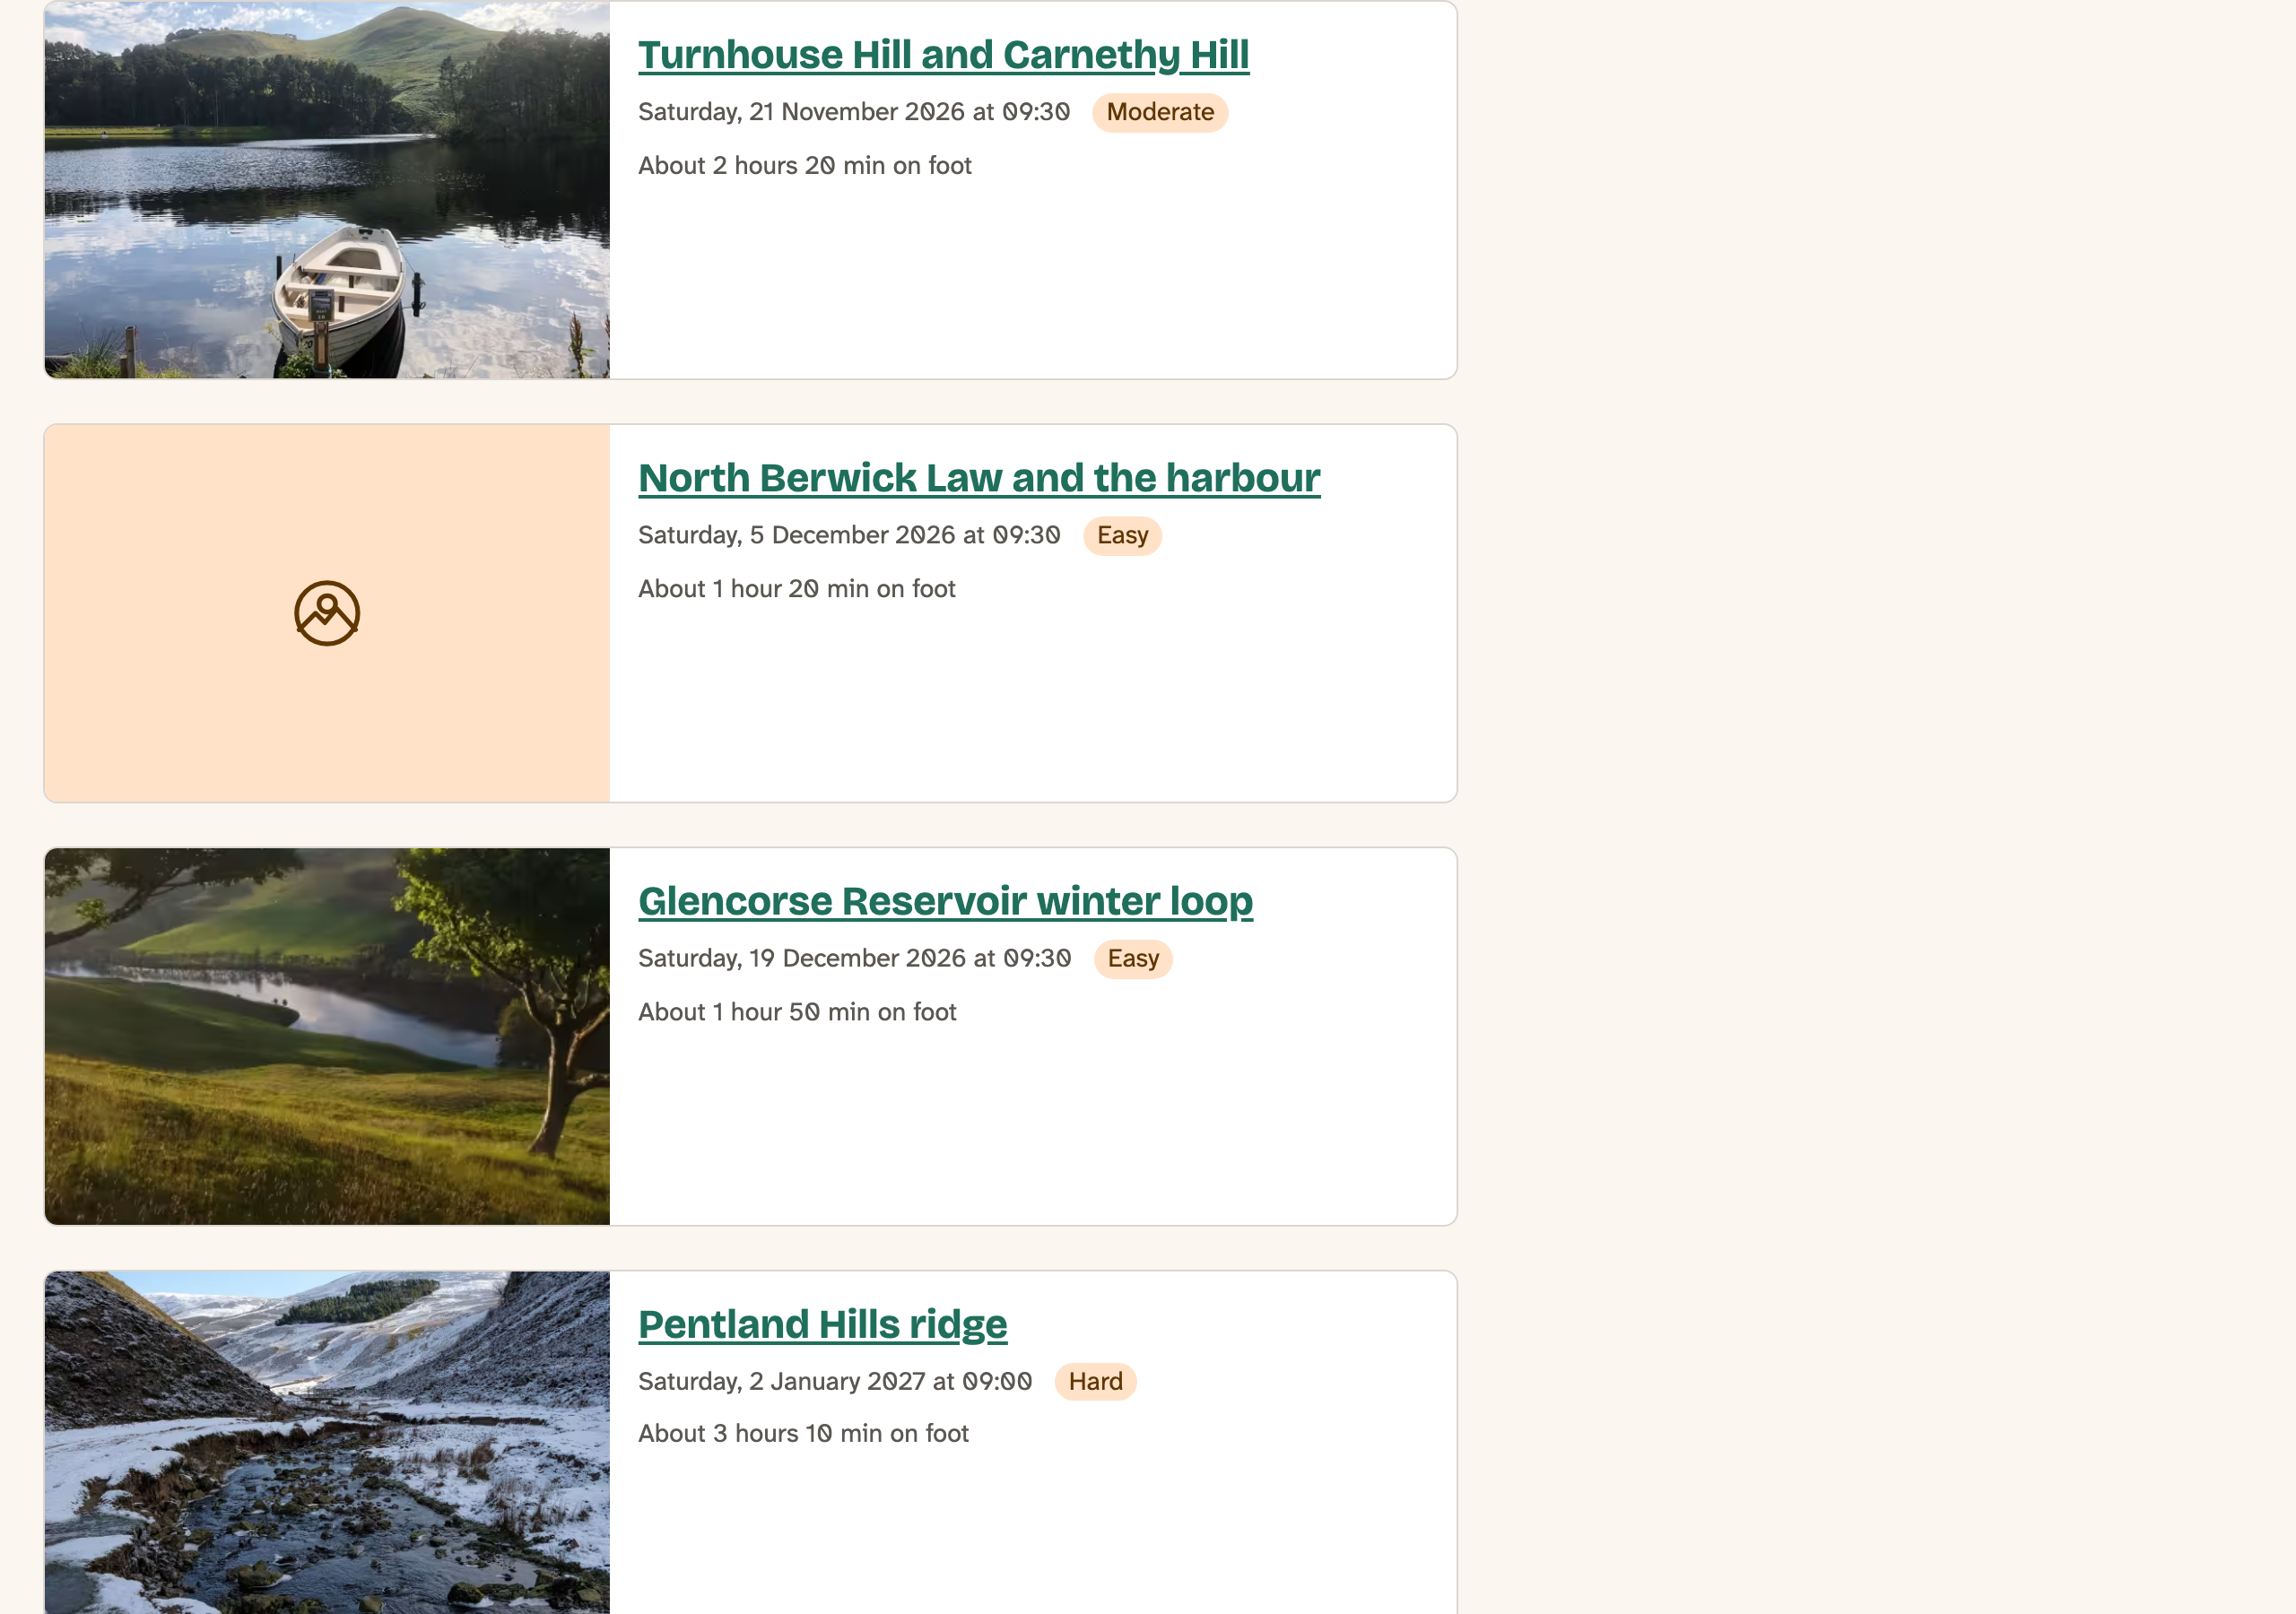 Turnhouse Hill and Carnethy Hill
Saturday, 21 November 2026 at 09:30 Moderate
About 2 hours 20 min on foot
North Berwick Law and the harbour
Saturday, 5 December 2026 at 09:30 Easy
About 1 hour 20 min on foot
Glencorse Reservoir winter loop
Saturday, 19 December 2026 at 09:30 Easy
About 1 hour 50 min on foot
Pentland Hills ridge
Saturday, 2 January 2027 at 09:00 Hard
About 3 hours 10 min on foot